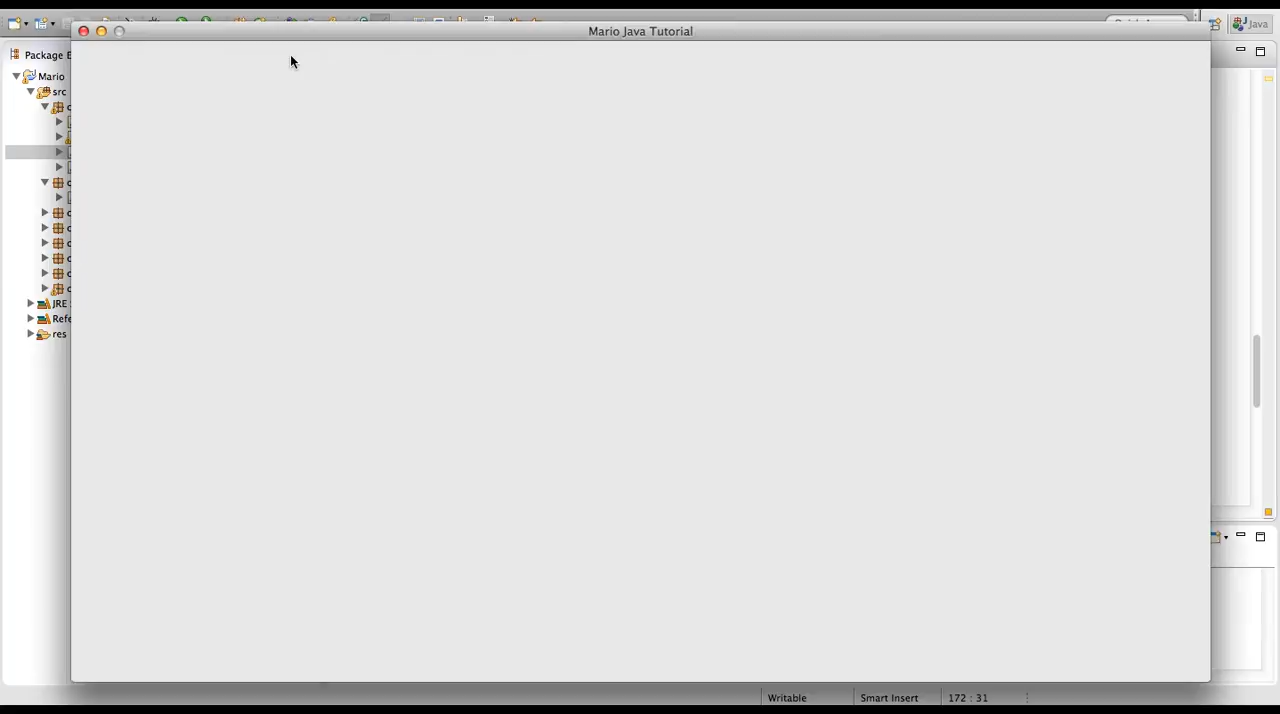 Mario Java Tutorial
Java
Package E
Mario
src
JRE
Refe
res
Writable
Smart Insert
172 : 31